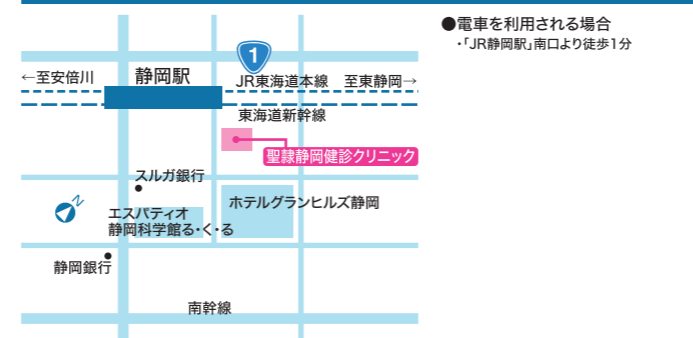 ●電車を利用される場合
・「JR静岡駅」南口より徒歩1分
1
←至安倍川
静岡駅
JR東海道本線
至東静岡→
東海道新幹線
聖隷静岡健診クリニック
スルガ銀行
N
エスパティオ
静岡科学館る・く・る
ホテルグランヒルズ静岡
静岡銀行
南幹線